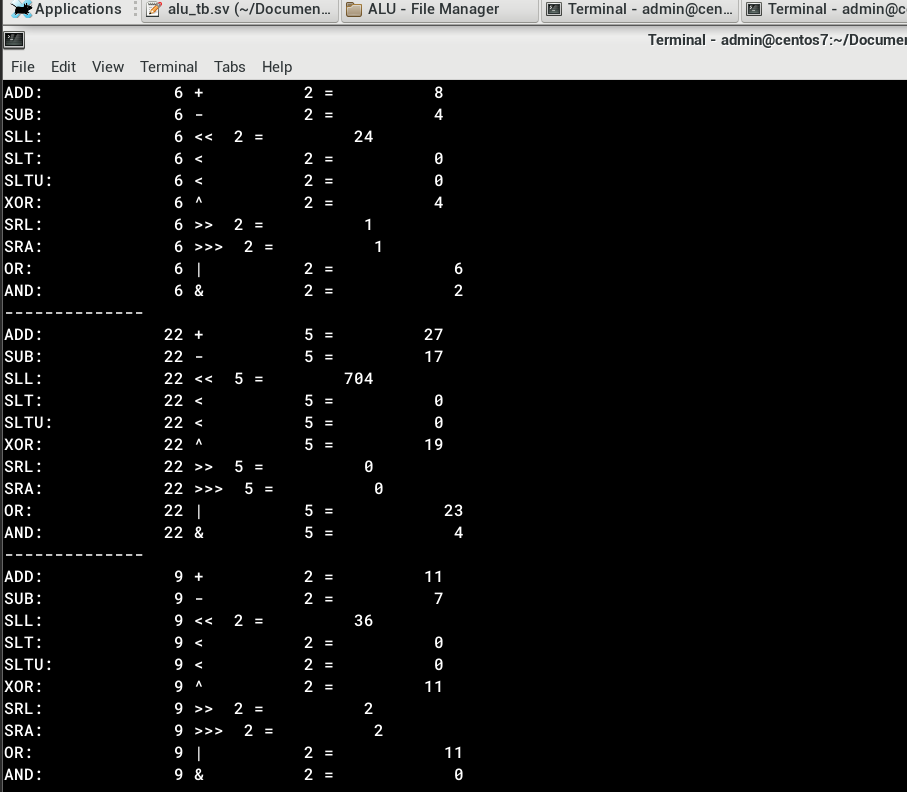 Applications alu_tb.sv (~/Documen... ALU - File Manager Terminal - admin@cen... Terminal - admin@c
Terminal - admin@centos7:~/Documen
File Edit View Terminal Tabs Help
ADD: 6 + 2 = 8
SUB: 6 - 2 = 4
SLL: 6 << 2 = 24
SLT: 6 < 2 = 0
SLTU: 6 < 2 = 0
XOR: 6 ^ 2 = 4
SRL: 6 >> 2 = 1
SRA: 6 >>> 2 = 1
OR: 6 | 2 = 6
AND: 6 & 2 = 2
--------------
ADD: 22 + 5 = 27
SUB: 22 - 5 = 17
SLL: 22 << 5 = 704
SLT: 22 < 5 = 0
SLTU: 22 < 5 = 0
XOR: 22 ^ 5 = 19
SRL: 22 >> 5 = 0
SRA: 22 >>> 5 = 0
OR: 22 | 5 = 23
AND: 22 & 5 = 4
--------------
ADD: 9 + 2 = 11
SUB: 9 - 2 = 7
SLL: 9 << 2 = 36
SLT: 9 < 2 = 0
SLTU: 9 < 2 = 0
XOR: 9 ^ 2 = 11
SRL: 9 >> 2 = 2
SRA: 9 >>> 2 = 2
OR: 9 | 2 = 11
AND: 9 & 2 = 0